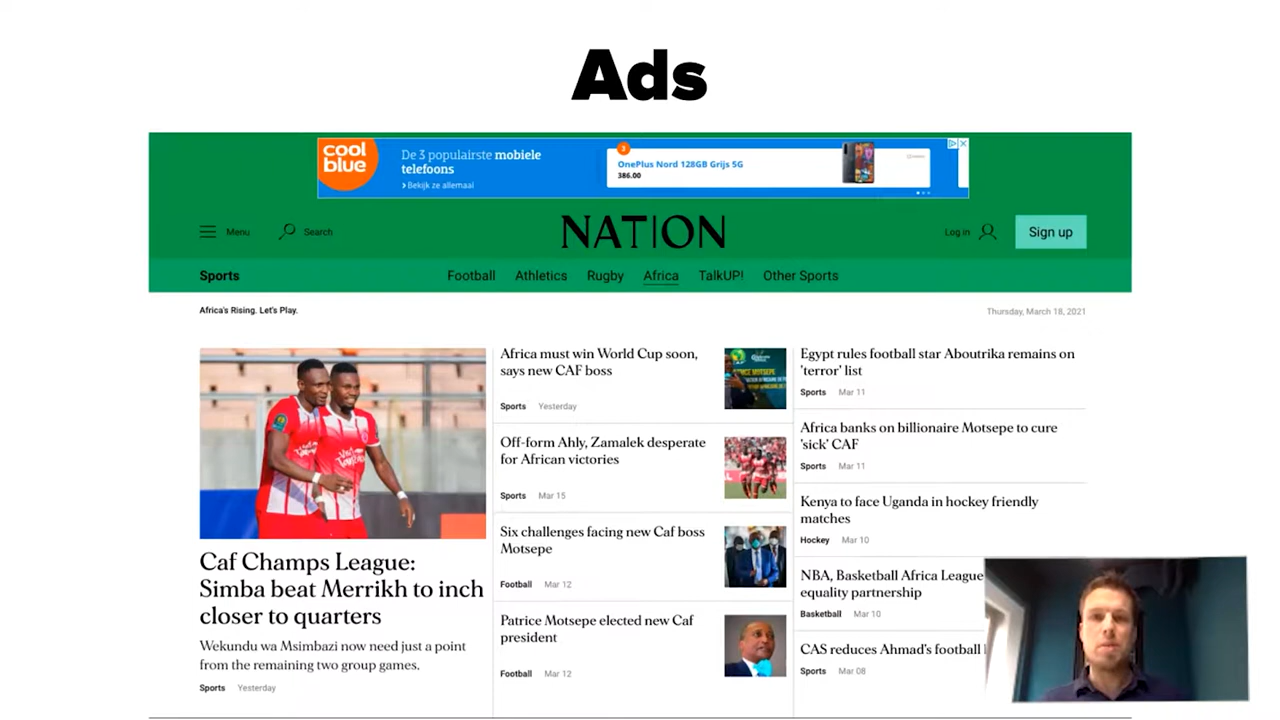 Ads
cool
blue
De 3 populairste mobiele
telefoons
› Bekijk ze allemaal
3
OnePlus Nord 128GB Grijs 5G
386.00
Menu
Search
NATION
Log in
Sign up
Sports
Football
Athletics
Rugby
Africa
TalkUP!
Other Sports
Africa's Rising. Let's Play.
Thursday, March 18, 2021
Caf Champs League:
Simba beat Merrikh to inch
closer to quarters
Wekundu wa Msimbazi now need just a point
from the remaining two group games.
Sports Yesterday
Africa must win World Cup soon,
says new CAF boss
Sports Yesterday
Off-form Ahly, Zamalek desperate
for African victories
Sports Mar 15
Six challenges facing new Caf boss
Motsepe
Football Mar 12
Patrice Motsepe elected new Caf
president
Football Mar 12
Egypt rules football star Aboutrika remains on
'terror' list
Sports Mar 11
Africa banks on billionaire Motsepe to cure
'sick' CAF
Sports Mar 11
Kenya to face Uganda in hockey friendly
matches
Hockey Mar 10
NBA, Basketball Africa League
equality partnership
Basketball Mar 10
CAS reduces Ahmad's football
Sports Mar 08